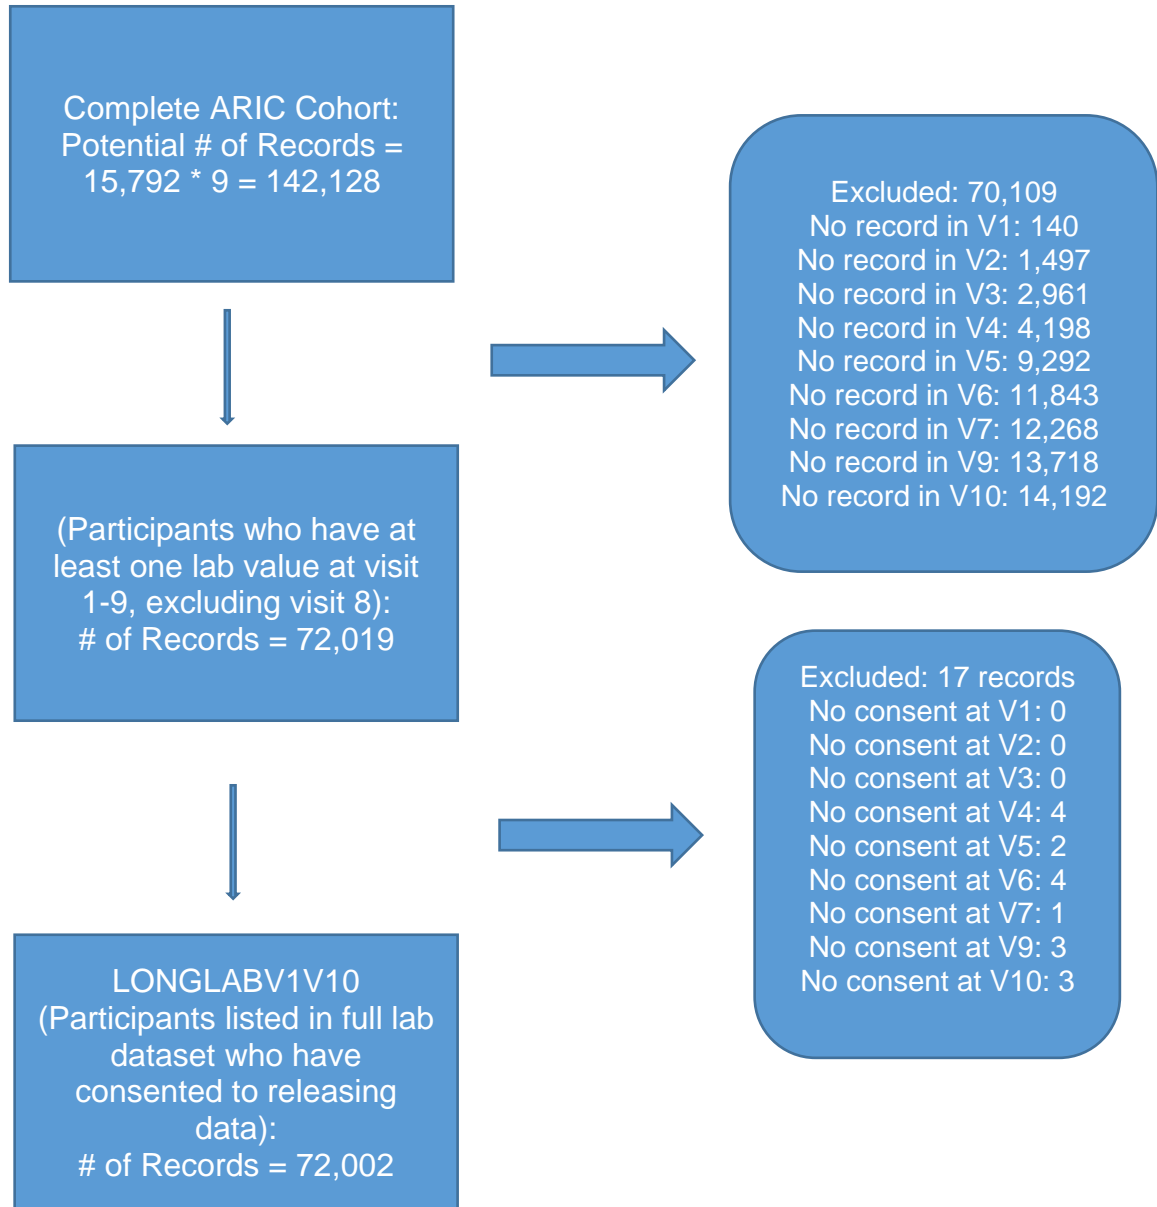 Complete ARIC Cohort:
Potential # of Records =
15,792 * 9 = 142,128
Excluded: 70,109
No record in V1: 140
No record in V2: 1,497
No record in V3: 2,961
No record in V4: 4,198
No record in V5: 9,292
No record in V6: 11,843
No record in V7: 12,268
No record in V9: 13,718
No record in V10: 14,192
(Participants who have at
least one lab value at visit
1-9, excluding visit 8):
# of Records = 72,019
Excluded: 17 records
No consent at V1: 0
No consent at V2: 0
No consent at V3: 0
No consent at V4: 4
No consent at V5: 2
No consent at V6: 4
No consent at V7: 1
No consent at V9: 3
No consent at V10: 3
LONGLABV1V10
(Participants listed in full lab
dataset who have
consented to releasing
data):
# of Records = 72,002